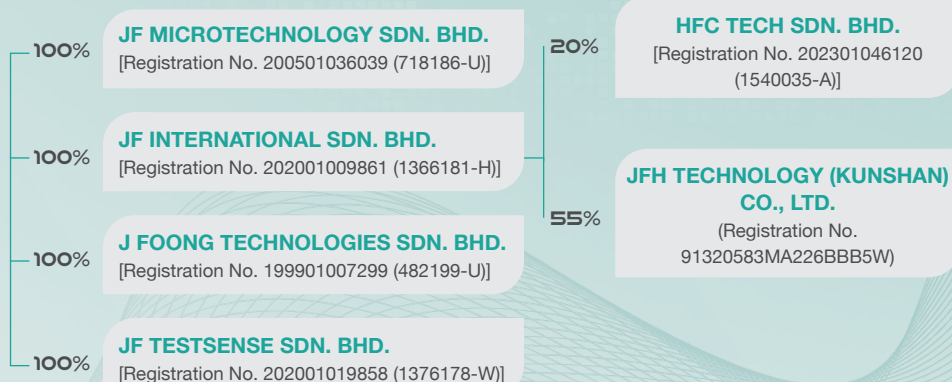 100%
JF MICROTECHNOLOGY SDN. BHD.
[Registration No. 200501036039 (718186-U)]
100%
JF INTERNATIONAL SDN. BHD.
[Registration No. 202001009861 (1366181-H)]
100%
J FOONG TECHNOLOGIES SDN. BHD.
[Registration No. 199901007299 (482199-U)]
100%
JF TESTSENSE SDN. BHD.
[Registration No. 202001019858 (1376178-W)]
20%
HFC TECH SDN. BHD.
[Registration No. 202301046120
(1540035-A)]
55%
JFH TECHNOLOGY (KUNSHAN)
CO., LTD.
(Registration No.
91320583MA226BBB5W)